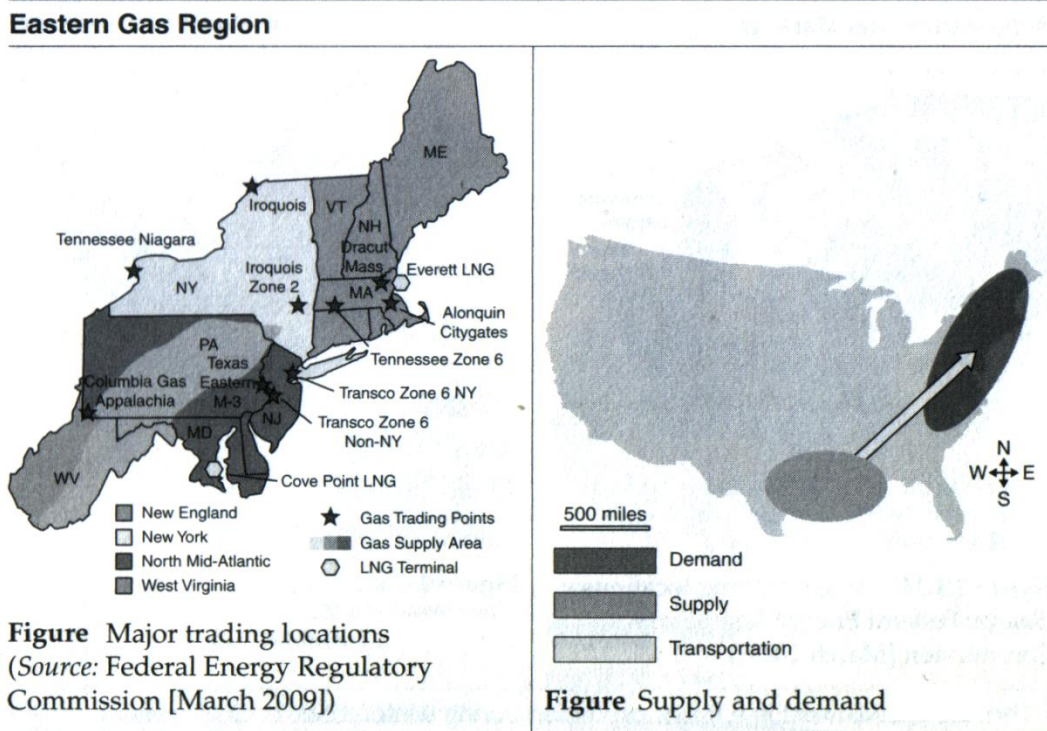 Eastern Gas Region
ME
Iroquois
VT
NH
Tennessee Niagara
Dracut
Mass
Everett LNG
Iroquois
Zone 2
NY
MA
Alonquin
Citygates
PA
Tennessee Zone 6
Texas
Eastern
M-3
Columbia Gas
Appalachia
Transco Zone 6 NY
NJ
Transco Zone 6
Non-NY
MD
WV
Cove Point LNG
New England
New York
North Mid-Atlantic
West Virginia
Gas Trading Points
Gas Supply Area
LNG Terminal
Figure Major trading locations
(Source: Federal Energy Regulatory
Commission [March 2009])
N
W E
S
500 miles
Demand
Supply
Transportation
Figure Supply and demand